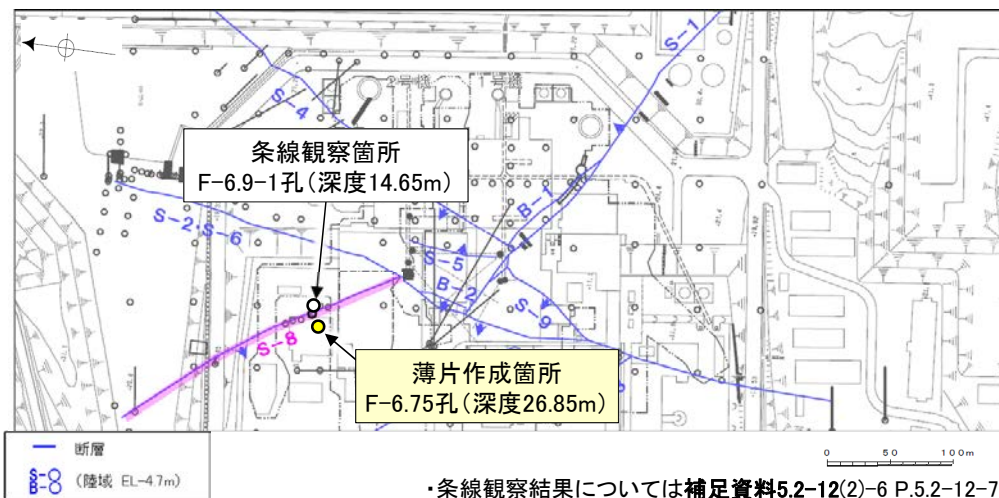 S-1
S-4
条線観察箇所
F-6.9-1孔(深度14.65m)
B-1
S-2・S-6
S-5
B-2
S-9
S-8
薄片作成箇所
F-6.75孔(深度26.85m)
断層
S-○
B-○
(陸域 EL-4.7m)
0 50 100m
・条線観察結果については補足資料5.2-12(2)-6 P.5.2-12-7